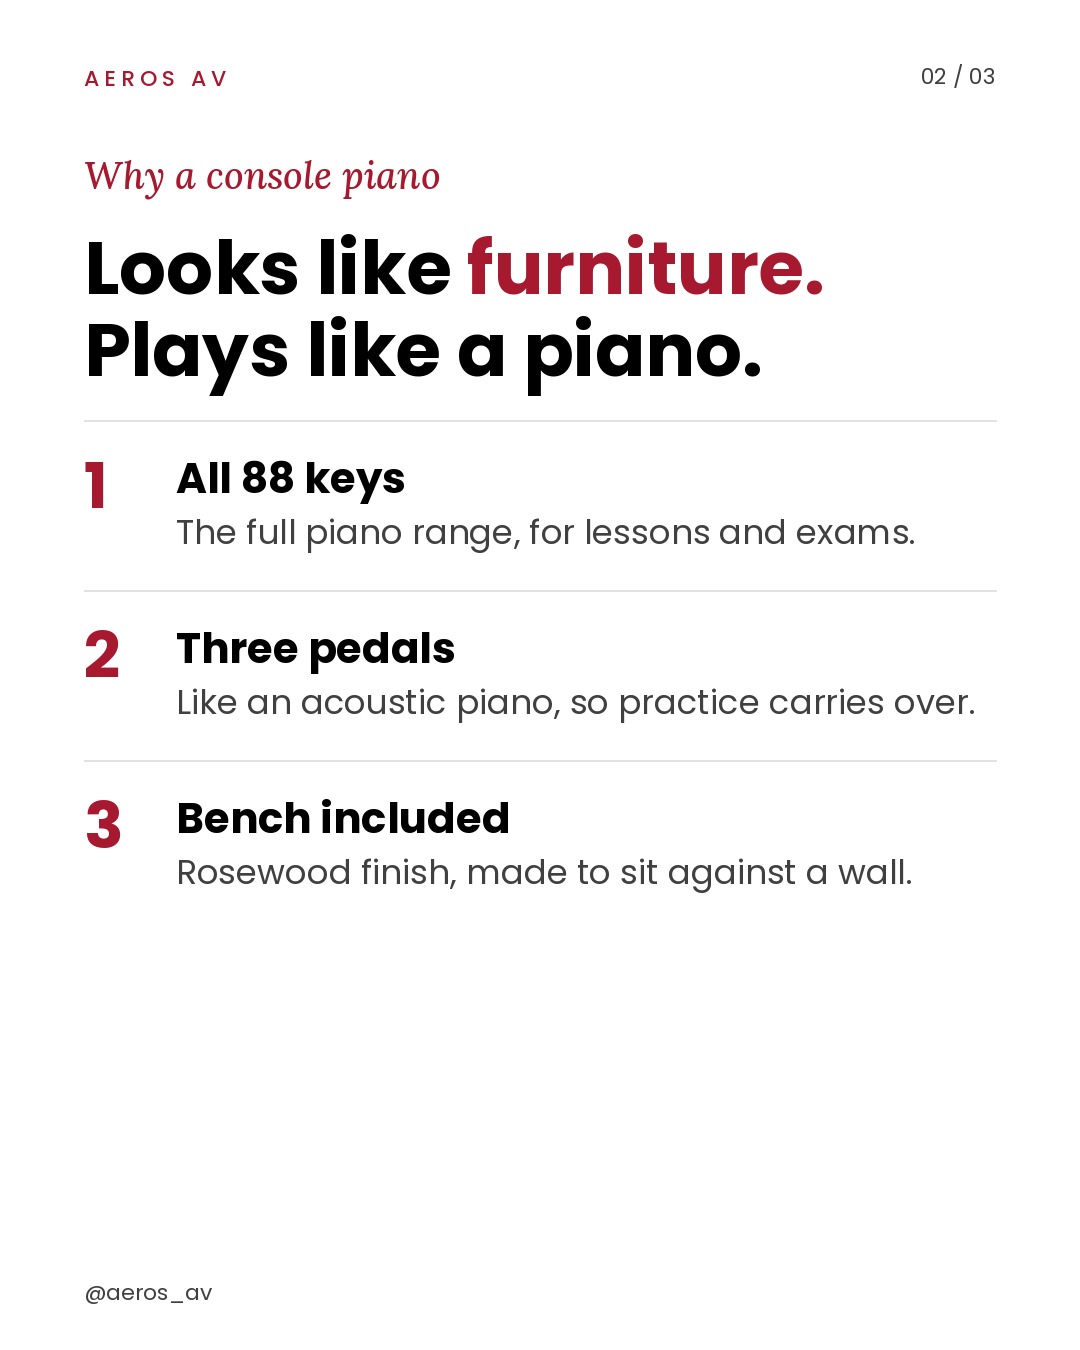 AEROS AV
02 / 03
Why a console piano
Looks like furniture.
Plays like a piano.
1
All 88 keys
The full piano range, for lessons and exams.
2
Three pedals
Like an acoustic piano, so practice carries over.
3
Bench included
Rosewood finish, made to sit against a wall.
@aeros_av